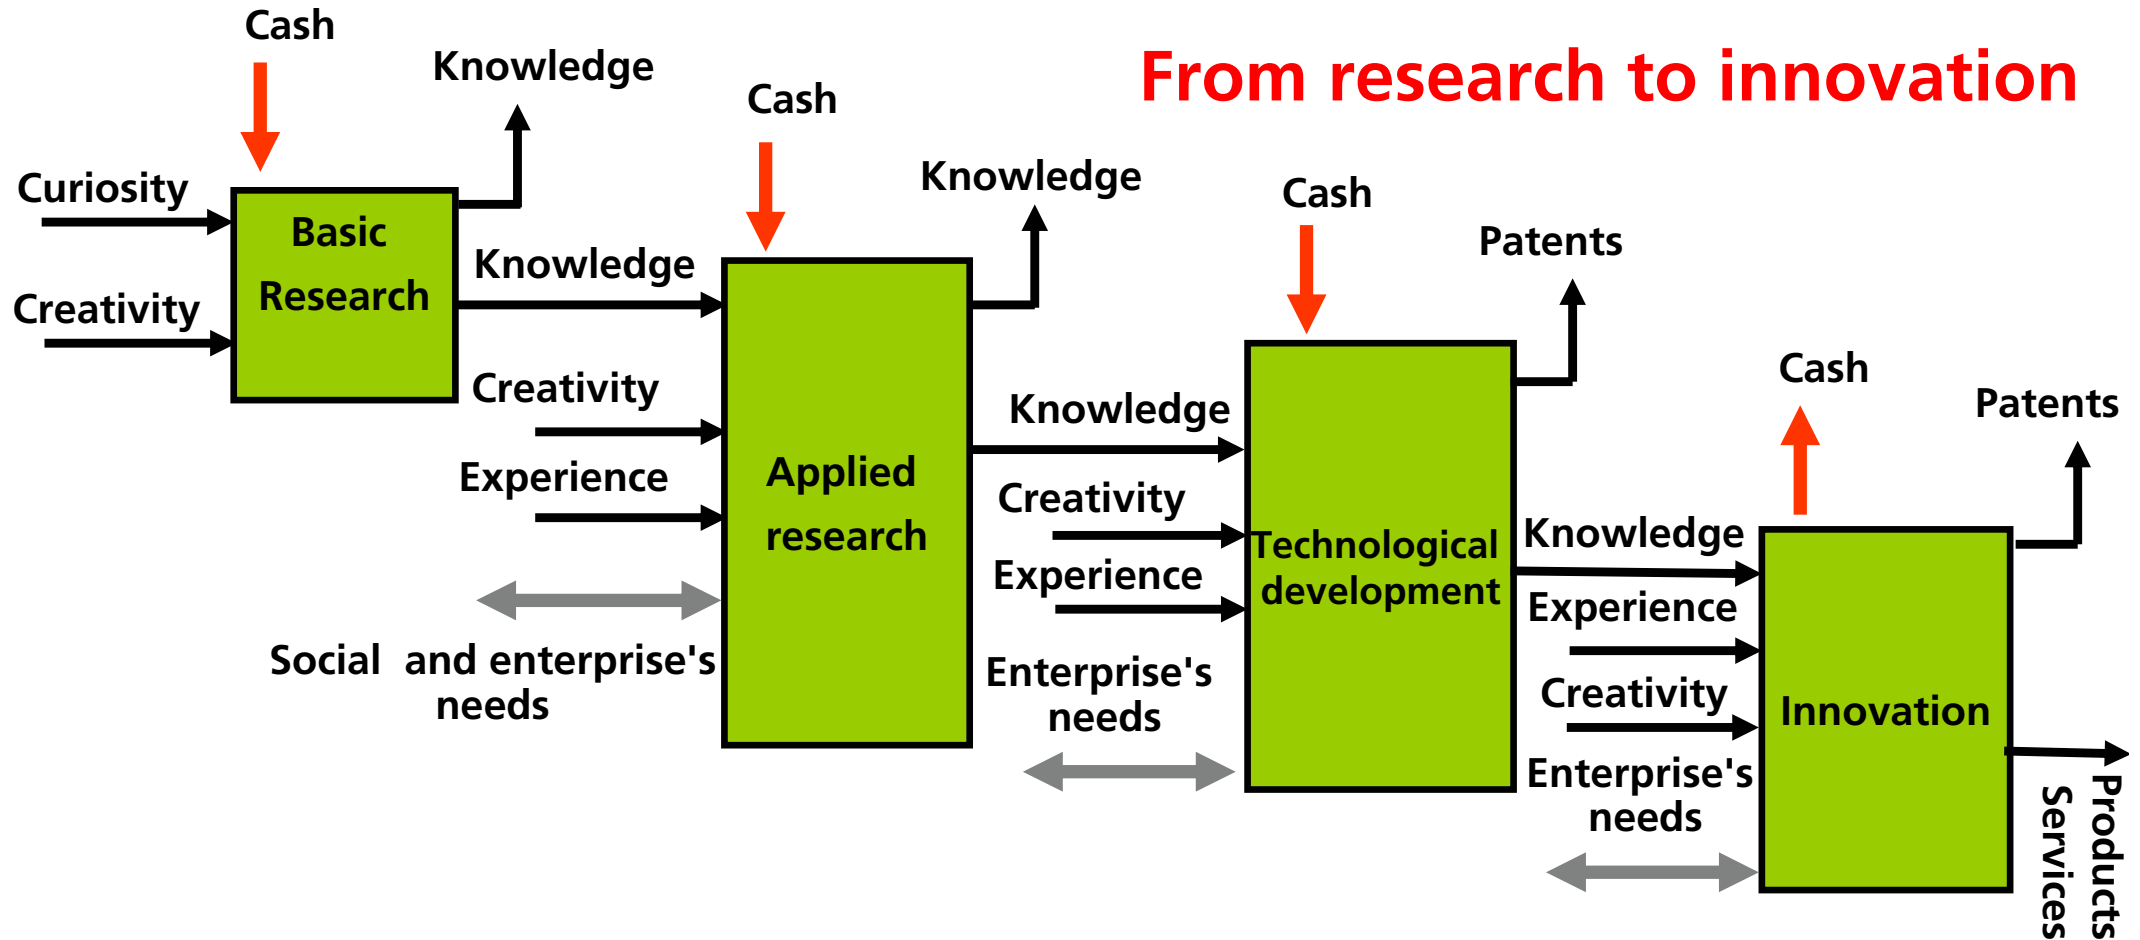 From research to innovation
Cash
Knowledge
Curiosity
Creativity
Basic
Research
Knowledge
Cash
Knowledge
Creativity
Experience
Social and enterprise's
needs
Applied
research
Knowledge
Cash
Patents
Creativity
Experience
Enterprise's
needs
Technological
development
Knowledge
Cash
Patents
Experience
Creativity
Enterprise's
needs
Innovation
Products
Services